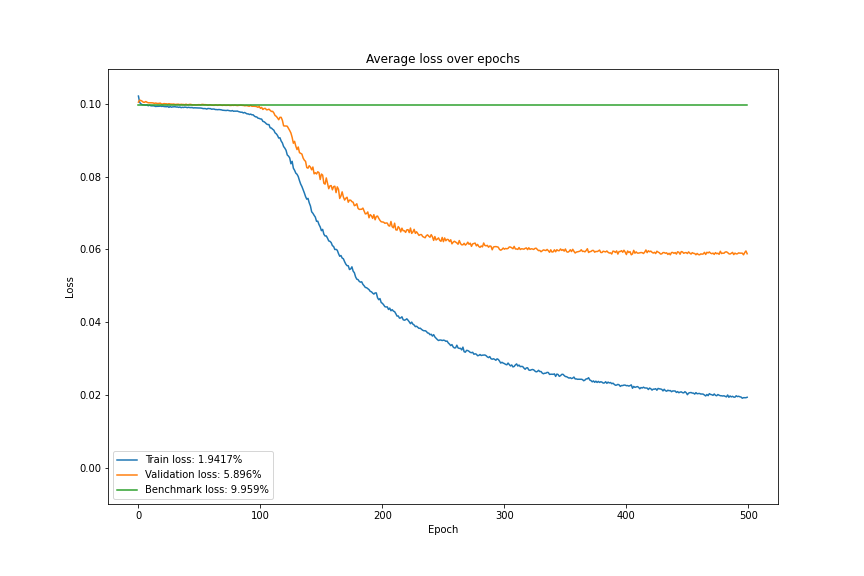 Average loss over epochs
Loss
0.10
0.08
0.06
0.04
0.02
0.00
Train loss: 1.9417%
Validation loss: 5.896%
Benchmark loss: 9.959%
0 100 200 300 400 500
Epoch